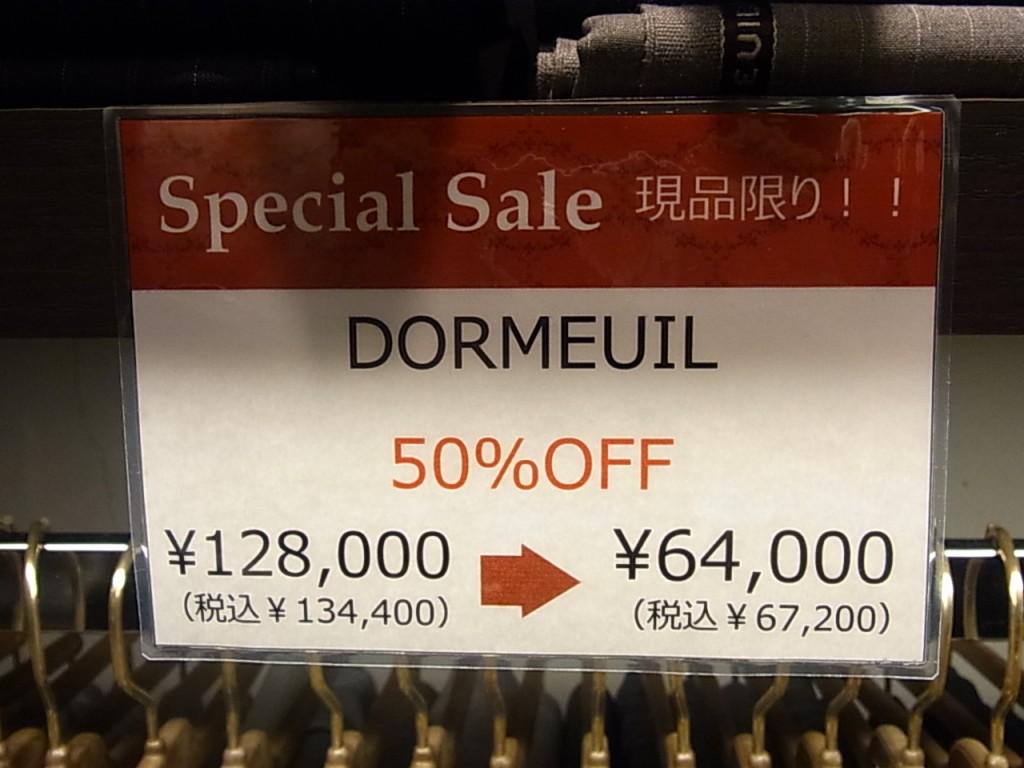 EUIL
Special Sale 現品限り！！
DORMEUIL
50%OFF
¥128,000 ¥64,000
(税込¥134,400) (税込¥67,200)